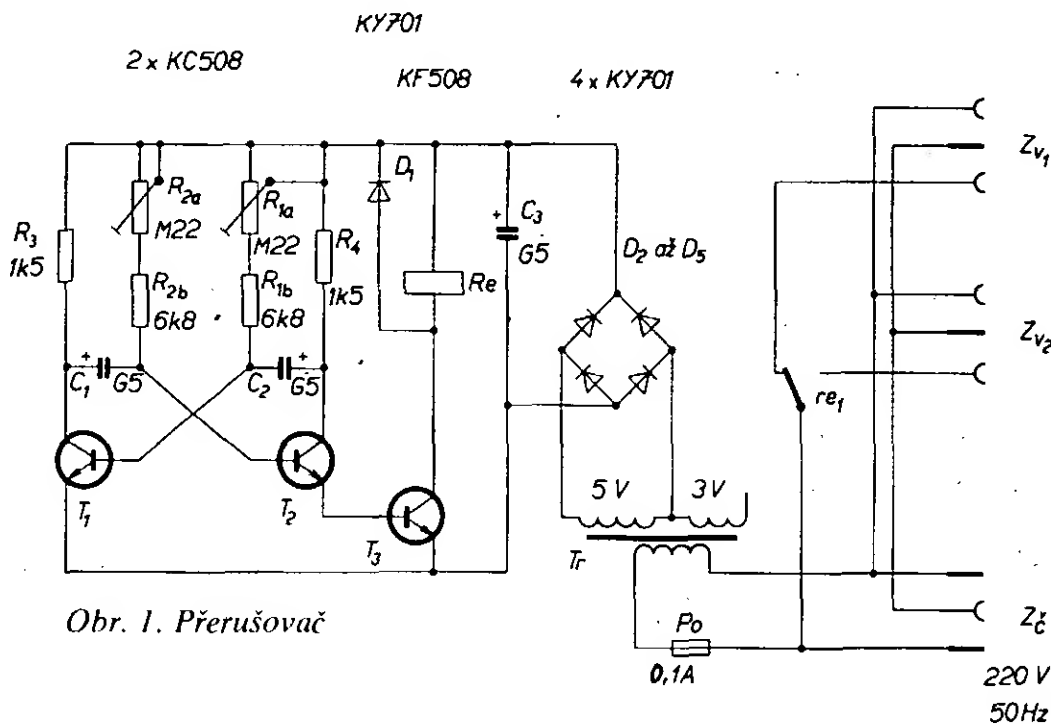 KY701
2 x KC508
KF508
4 x KY701
D₁
R₂ₐ
M22
R₁ₐ
M22
R₃
1k5
R₄
1k5
C₃
+
G5
Re
D₂ až D₅
R₂b
6k8
R₁b
6k8
+
C₁
G5
C₂
+
G5
T₁
T₂
T₃
5 V
3 V
Tr
Po
0,1A
re₁
Zv₁
Zv₂
Zč
220 V
50Hz
Obr. 1. Přerušovač